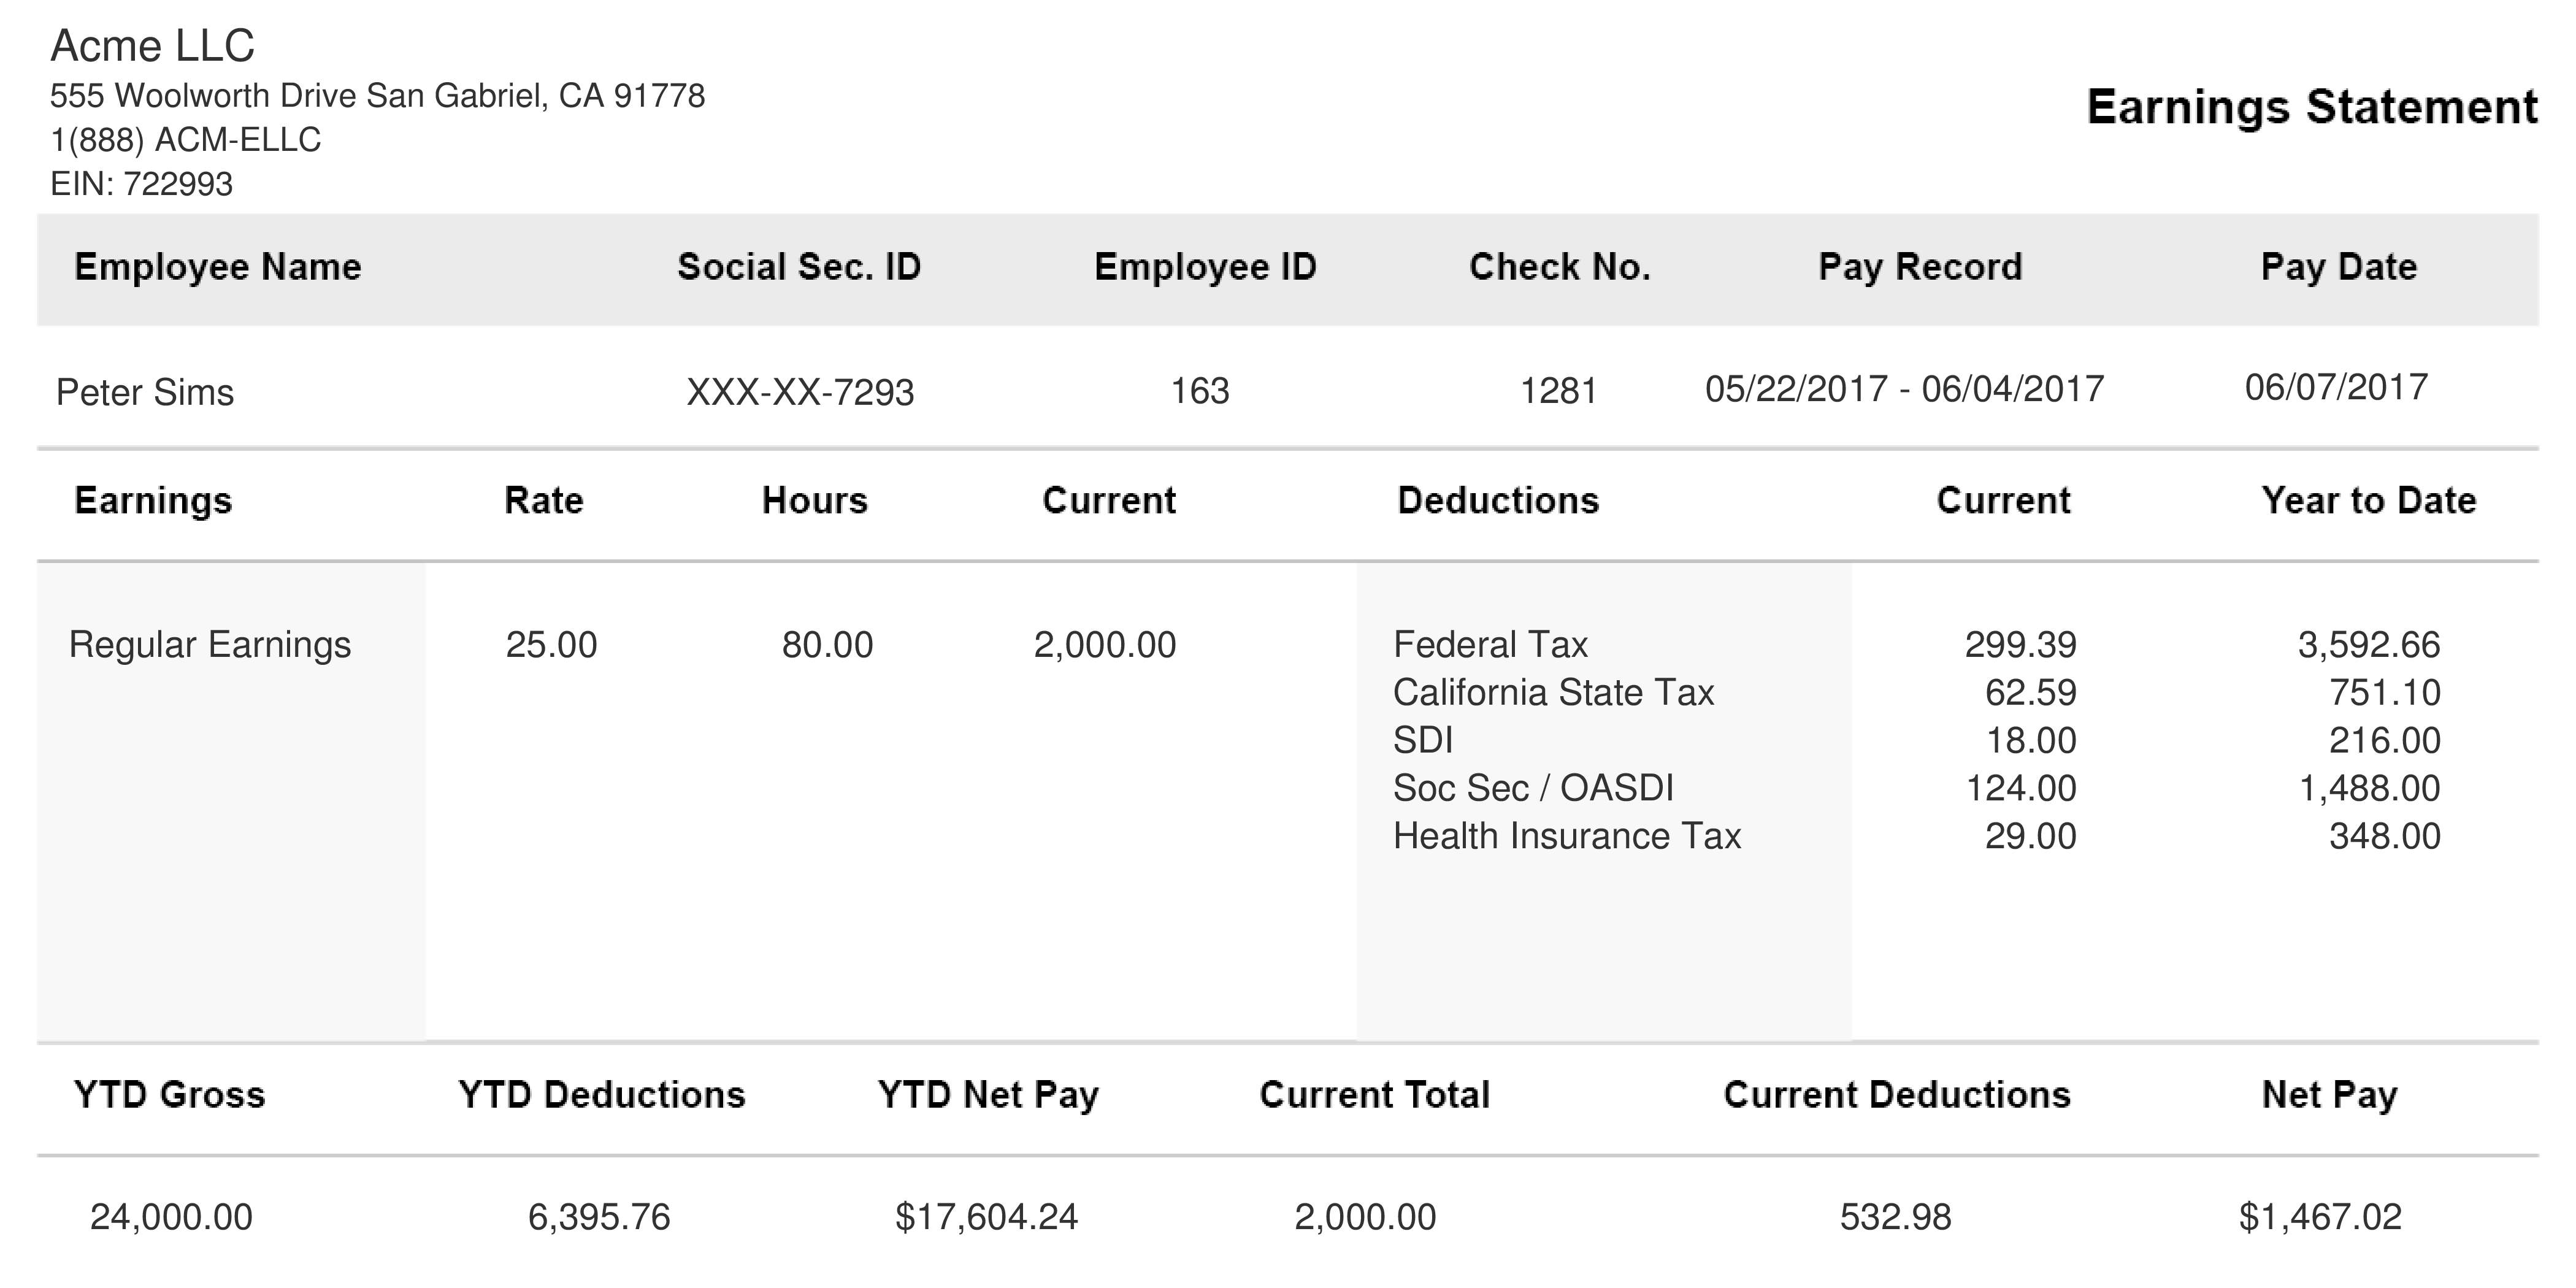 Acme LLC
555 Woolworth Drive San Gabriel, CA 91778
1(888) ACM-ELLC
EIN: 722993
Earnings Statement
Employee Name Social Sec. ID Employee ID Check No. Pay Record Pay Date
Peter Sims XXX-XX-7293 163 1281 05/22/2017 - 06/04/2017 06/07/2017
Earnings Rate Hours Current Deductions Current Year to Date
Regular Earnings 25.00 80.00 2,000.00 Federal Tax 299.39 3,592.66
California State Tax 62.59 751.10
SDI 18.00 216.00
Soc Sec / OASDI 124.00 1,488.00
Health Insurance Tax 29.00 348.00
YTD Gross YTD Deductions YTD Net Pay Current Total Current Deductions Net Pay
24,000.00 6,395.76 $17,604.24 2,000.00 532.98 $1,467.02